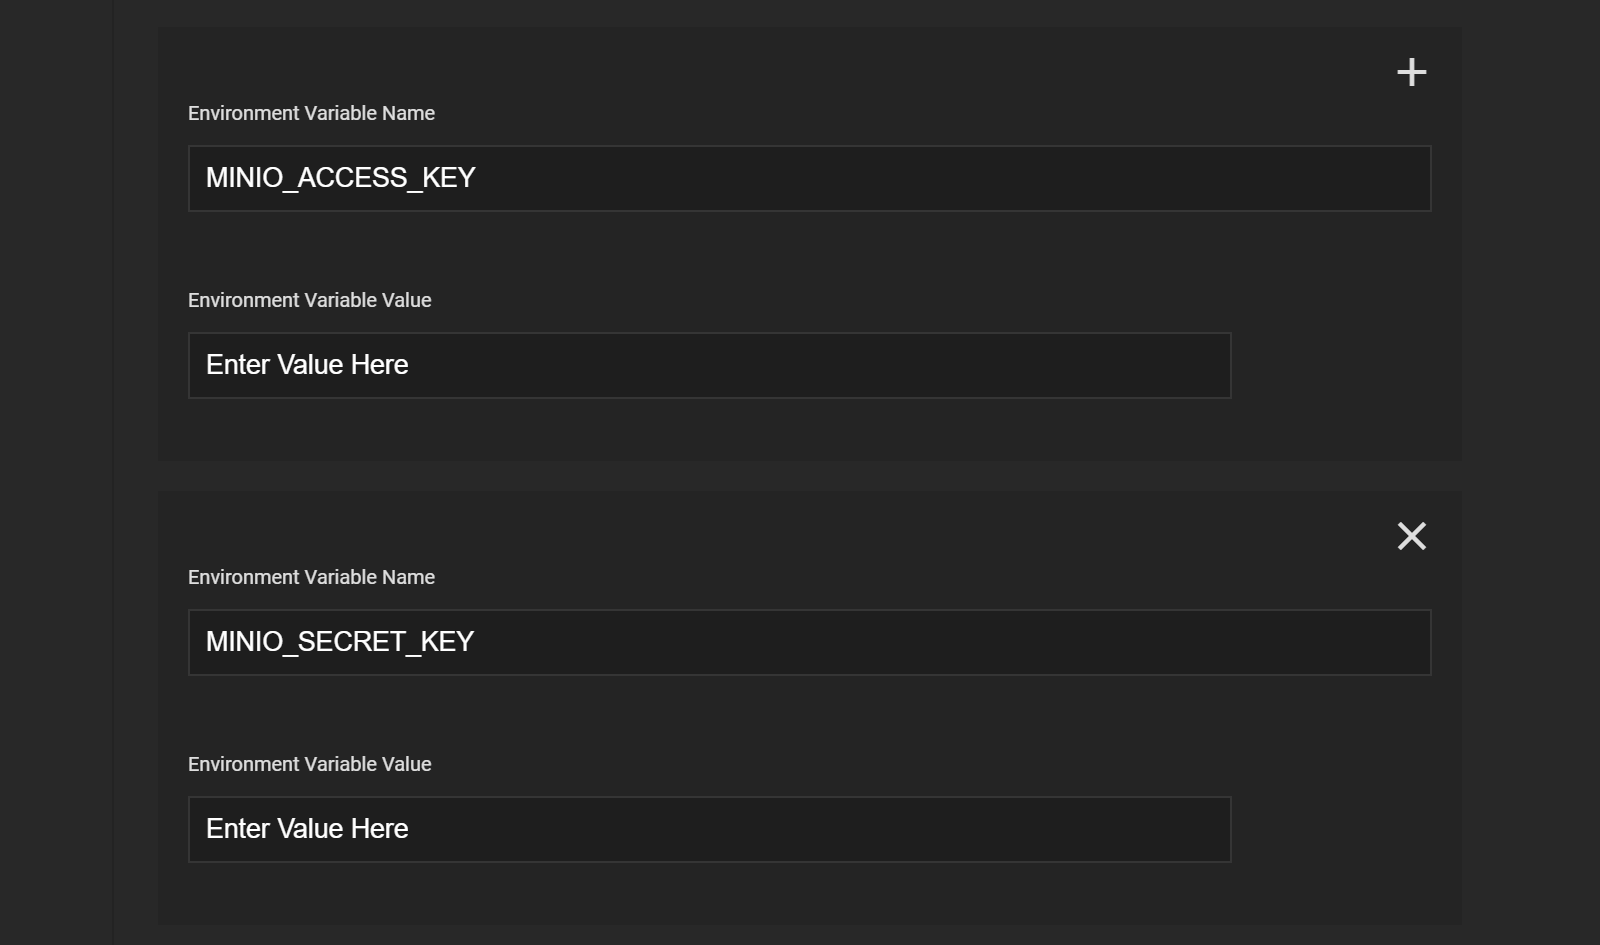 Environment Variable Name
MINIO_ACCESS_KEY
Environment Variable Value
Enter Value Here
Environment Variable Name
MINIO_SECRET_KEY
Environment Variable Value
Enter Value Here